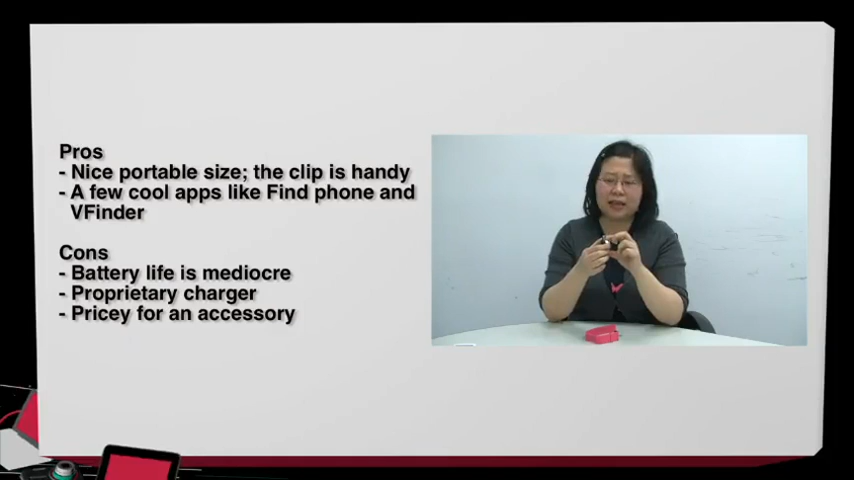 Pros
- Nice portable size; the clip is handy
- A few cool apps like Find phone and
VFinder
Cons
- Battery life is mediocre
- Proprietary charger
- Pricey for an accessory